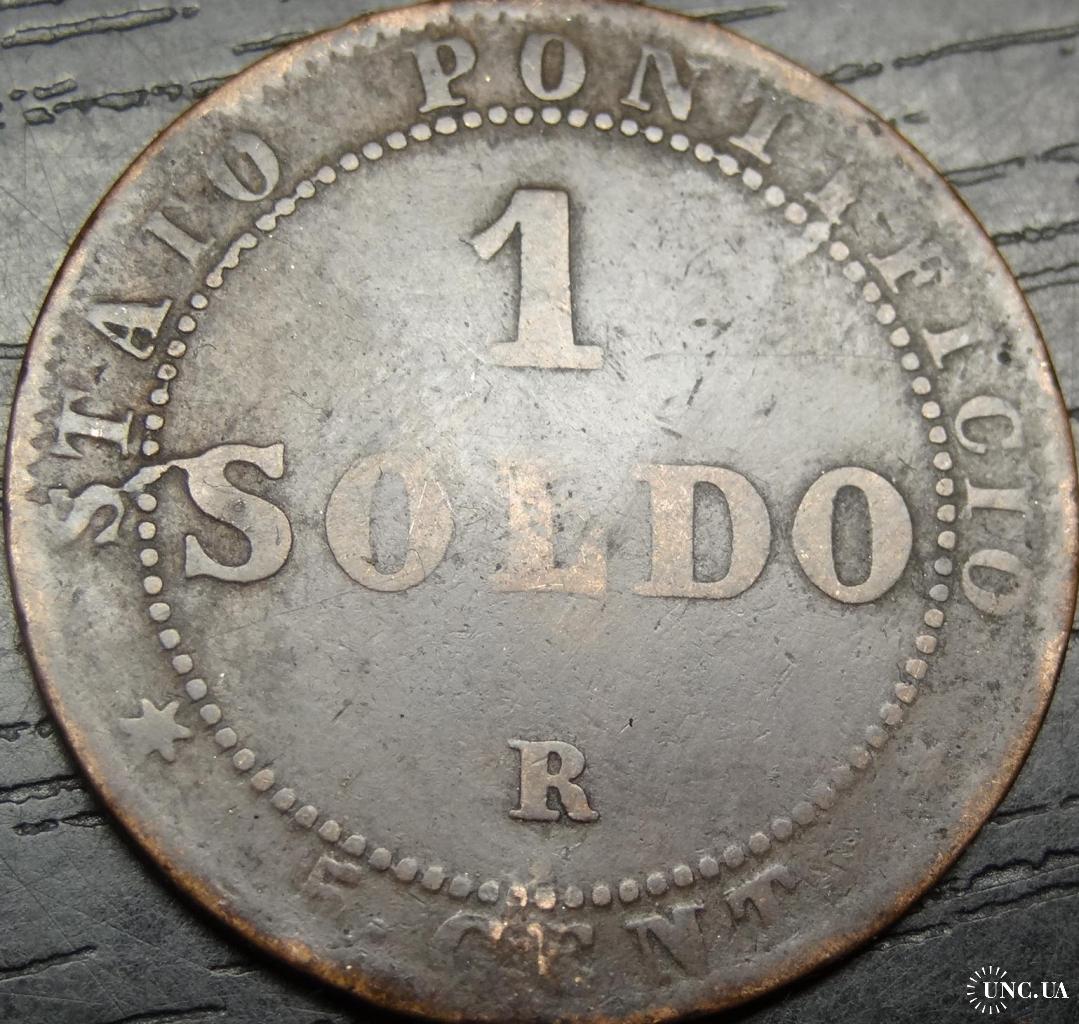 STATO PONTIFICIO
1
SOLDO
R
CENT
UNC.UA